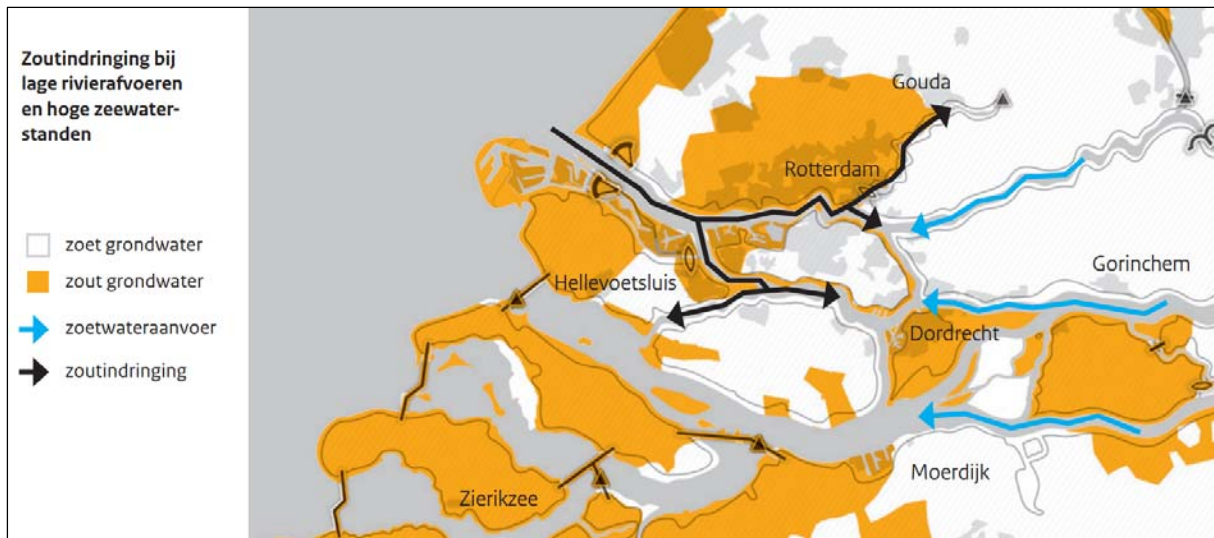 Zoutindringing bij
lage rivierafvoeren
en hoge zeewater-
standen
zoet grondwater
zout grondwater
zoetwateraanvoer
zoutindringing
Gouda
Rotterdam
Gorinchem
Hellevoetsluis
Dordrecht
Moerdijk
Zierikzee